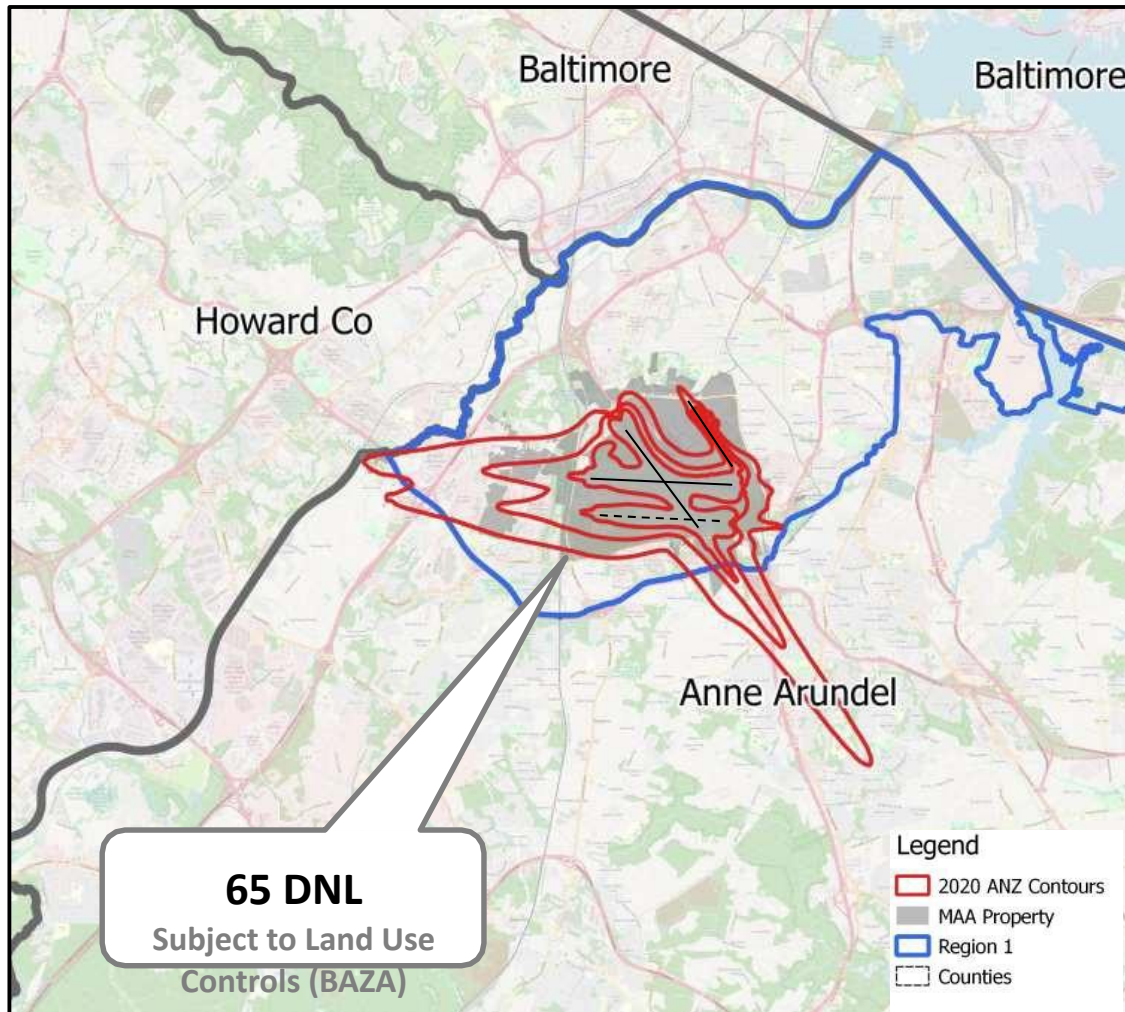 Baltimore
Baltimore
Howard Co
Anne Arundel
65 DNL
Subject to Land Use
Controls (BAZA)
Legend
2020 ANZ Contours
MAA Property
Region 1
Counties